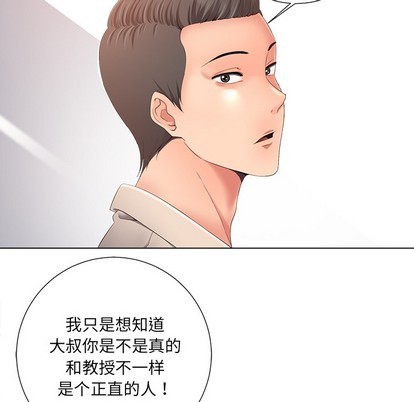 我只是想知道
大叔你是不是真的
和教授不一样
是个正直的人！